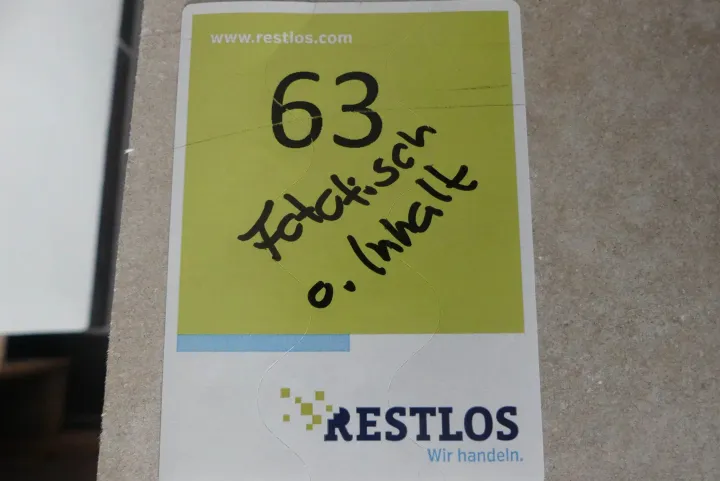 www.restlos.com
63
Fototisch
o. Inhalt
RESTLOS
Wir handeln.